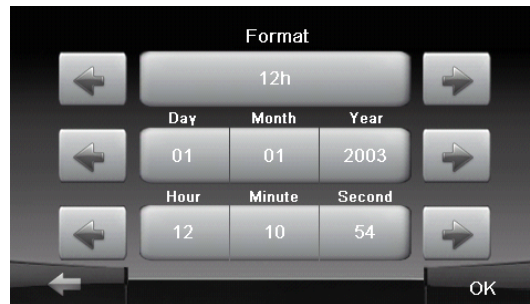 Format
12h
Day Month Year
01 01 2003
Hour Minute Second
12 10 54
OK